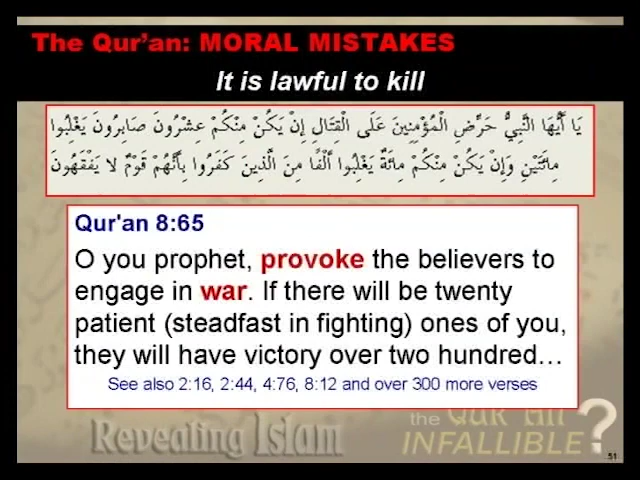 The Qur'an: MORAL MISTAKES
It is lawful to kill
يَا أَيُّهَا النَّبِيُّ حَرِّضِ الْمُؤْمِنِينَ عَلَى الْقِتَالِ إِنْ يَكُنْ مِنْكُمْ عِشْرُونَ صَابِرُونَ يَغْلِبُوا
مِائَتَيْنِ وَإِنْ يَكُنْ مِنْكُمْ مِائَةٌ يَغْلِبُوا أَلْفًا مِنَ الَّذِينَ كَفَرُوا بِأَنَّهُمْ قَوْمٌ لَا يَفْقَهُونَ
Qur'an 8:65
O you prophet, provoke the believers to
engage in war. If there will be twenty
patient (steadfast in fighting) ones of you,
they will have victory over two hundred…
See also 2:16, 2:44, 4:76, 8:12 and over 300 more verses
the Qur'an
Revealing Islam INFALLIBLE?
51